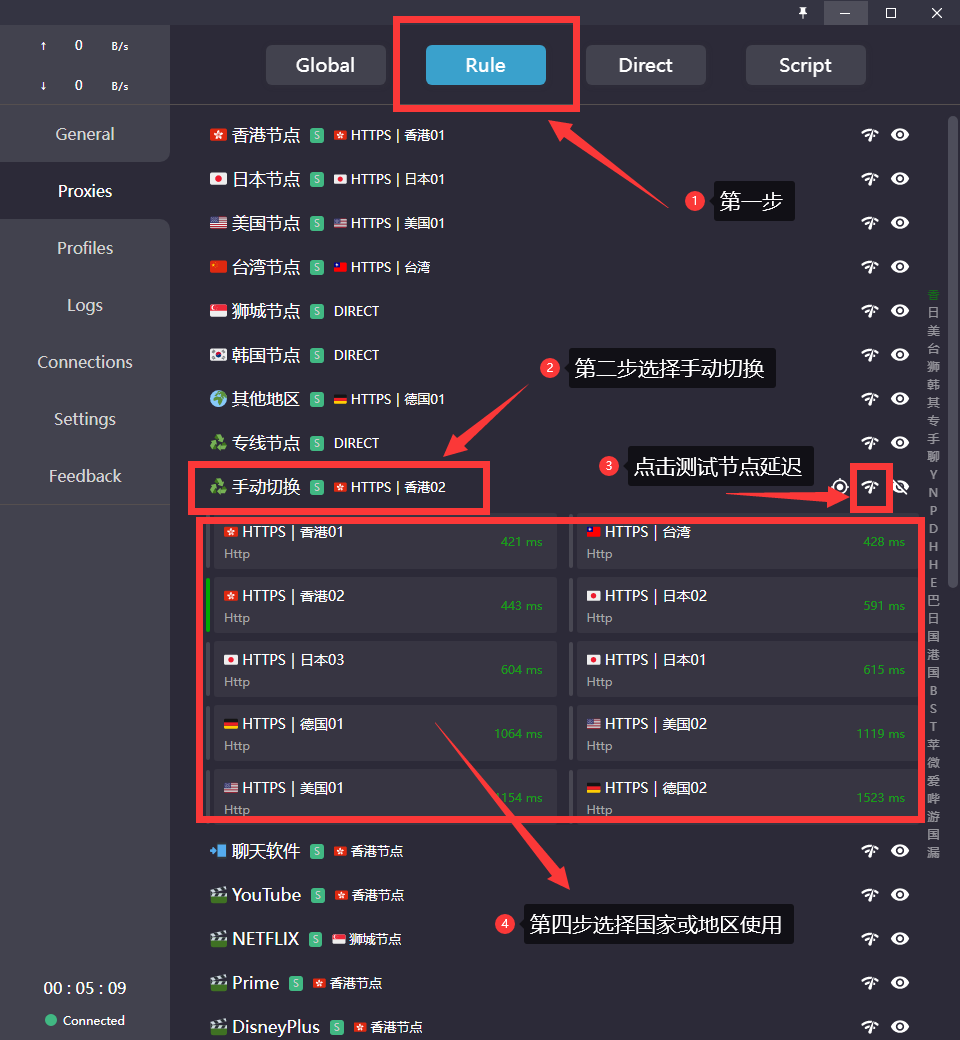 ↑ 0 B/s
↓ 0 B/s
General
Proxies
Profiles
Logs
Connections
Settings
Feedback
00 : 05 : 09
Connected
Global
Rule
Direct
Script
1 第一步
香港节点 S HTTPS | 香港01
日本节点 S HTTPS | 日本01
美国节点 S HTTPS | 美国01
台湾节点 S HTTPS | 台湾
狮城节点 S DIRECT
韩国节点 S DIRECT
2 第二步选择手动切换
其他地区 S HTTPS | 德国01
专线节点 S DIRECT
3 点击测试节点延迟
手动切换 S HTTPS | 香港02
HTTPS | 香港01
Http
421 ms
HTTPS | 台湾
Http
428 ms
HTTPS | 香港02
Http
443 ms
HTTPS | 日本02
Http
591 ms
HTTPS | 日本03
Http
604 ms
HTTPS | 日本01
Http
615 ms
HTTPS | 德国01
Http
1064 ms
HTTPS | 美国02
Http
1119 ms
HTTPS | 美国01
Http
1154 ms
HTTPS | 德国02
Http
1523 ms
聊天软件 S 香港节点
YouTube S 香港节点
4 第四步选择国家或地区使用
NETFLIX S 狮城节点
Prime S 香港节点
DisneyPlus S 香港节点
香
日
美
台
狮
韩
其
专
手
聊
Y
N
P
D
H
H
E
巴
日
国
港
国
B
S
T
苹
微
爱
哔
游
国
漏